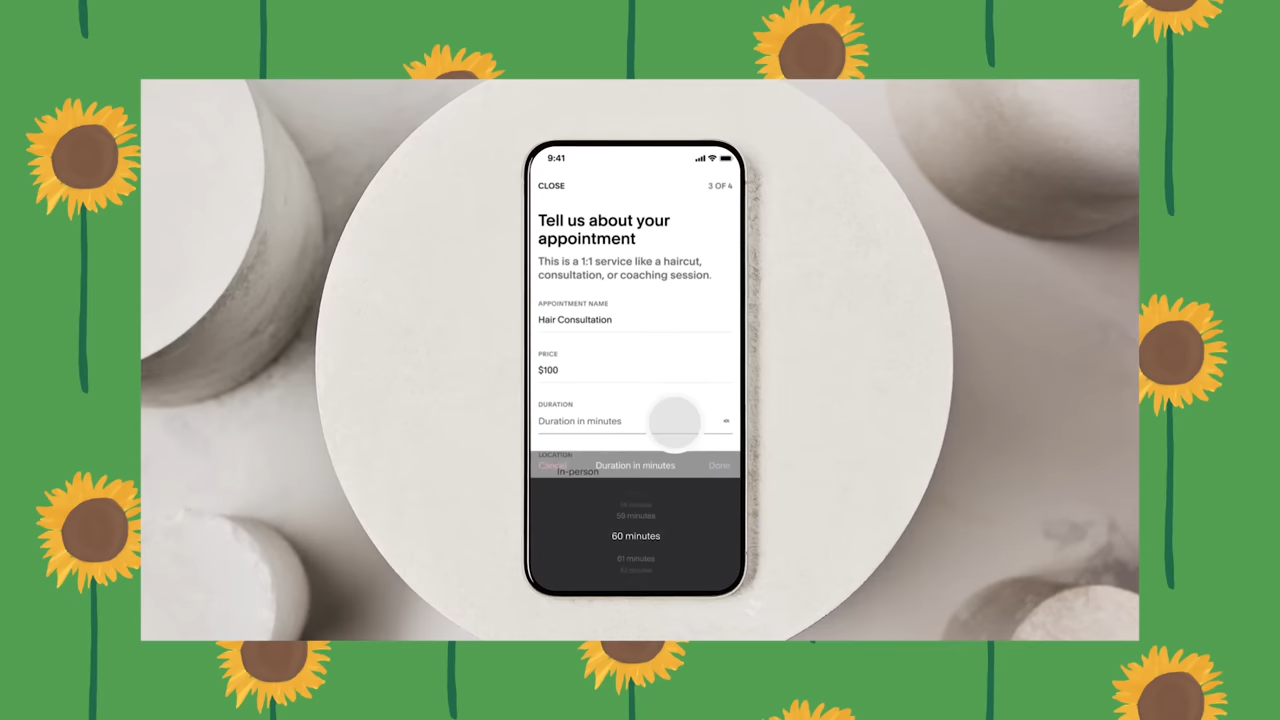 9:41
CLOSE
3 OF 4
Tell us about your
appointment
This is a 1:1 service like a haircut,
consultation, or coaching session.
APPOINTMENT NAME
Hair Consultation
PRICE
$100
DURATION
Duration in minutes
LOCATION
Cancel
Duration in minutes
Done
In-person
59 minutes
60 minutes
61 minutes
62 minutes